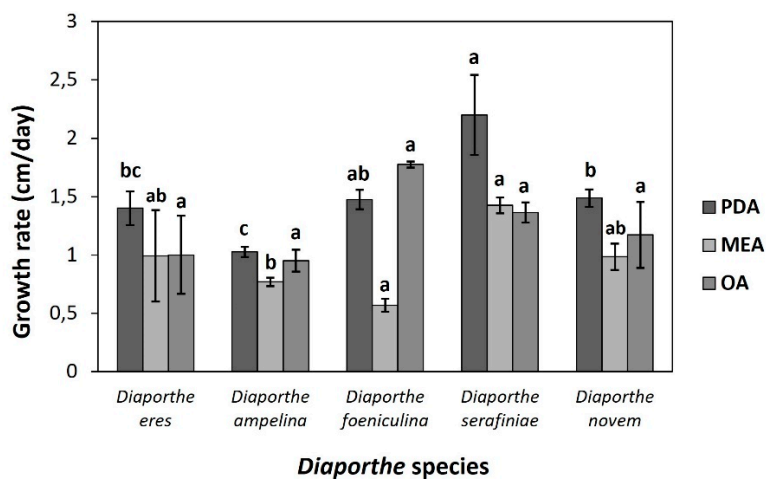 Growth rate (cm/day)
3
2,5
2
1,5
1
0,5
0
bc
ab
a
c
b
a
ab
a
a
a
a
a
b
ab
a
PDA
MEA
OA
Diaporthe
eres
Diaporthe
ampelina
Diaporthe
foeniculina
Diaporthe
serafiniae
Diaporthe
novem
Diaporthe species